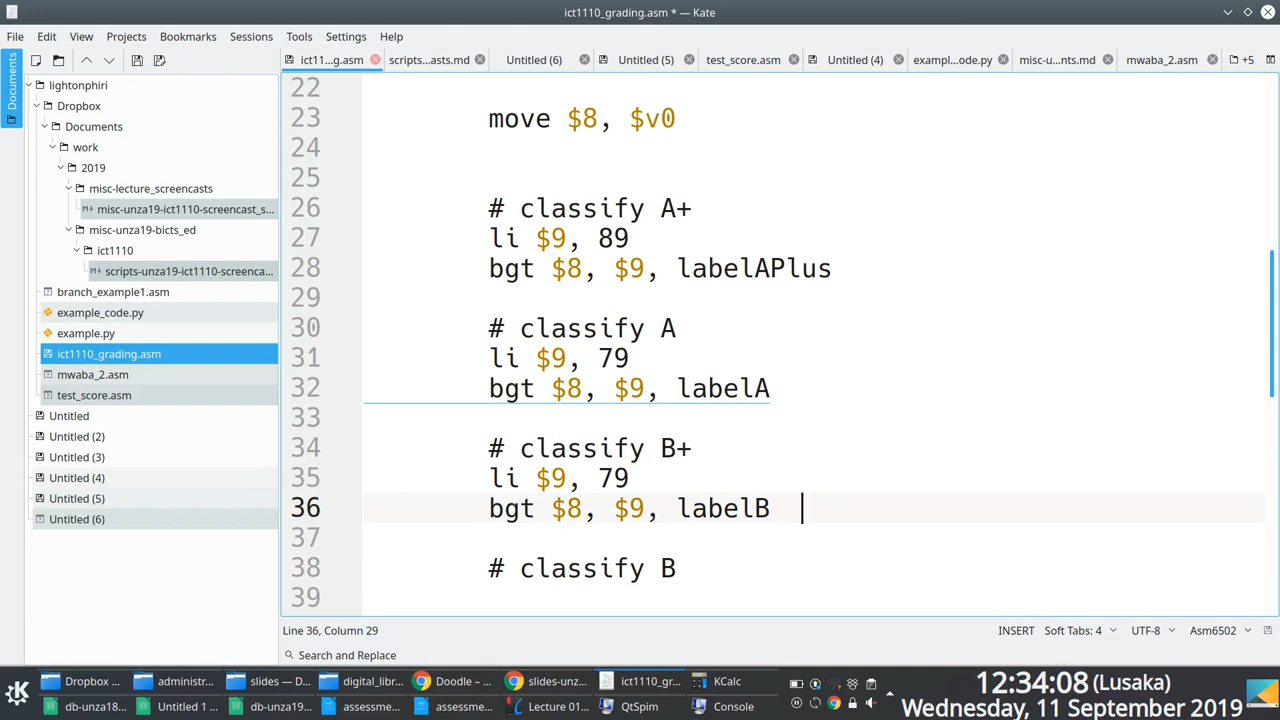 ict1110_grading.asm * — Kate
File Edit View Projects Bookmarks Sessions Tools Settings Help
ict11...g.asm scripts...asts.md Untitled (6) Untitled (5) test_score.asm Untitled (4) exampl...ode.py misc-u...nts.md mwaba_2.asm +5
Documents
lightonphiri
Dropbox
Documents
work
2019
misc-lecture_screencasts
misc-unza19-ict1110-screencast_s...
misc-unza19-bicts_ed
ict1110
scripts-unza19-ict1110-screenca...
branch_example1.asm
example_code.py
example.py
ict1110_grading.asm
mwaba_2.asm
test_score.asm
Untitled
Untitled (2)
Untitled (3)
Untitled (4)
Untitled (5)
Untitled (6)
22
23 move $8, $v0
24
25
26 # classify A+
27 li $9, 89
28 bgt $8, $9, labelAPlus
29
30 # classify A
31 li $9, 79
32 bgt $8, $9, labelA
33
34 # classify B+
35 li $9, 79
36 bgt $8, $9, labelB
37
38 # classify B
39
Line 36, Column 29 INSERT Soft Tabs: 4 UTF-8 Asm6502
Search and Replace
Dropbox ... administr... slides — D... digital_libr... Doodle – ... slides-unz... ict1110_gr... KCalc
db-unza18... Untitled 1 ... db-unza19... assessme... assessme... Lecture 01... QtSpim Console
12:34:08 (Lusaka)
Wednesday, 11 September 2019